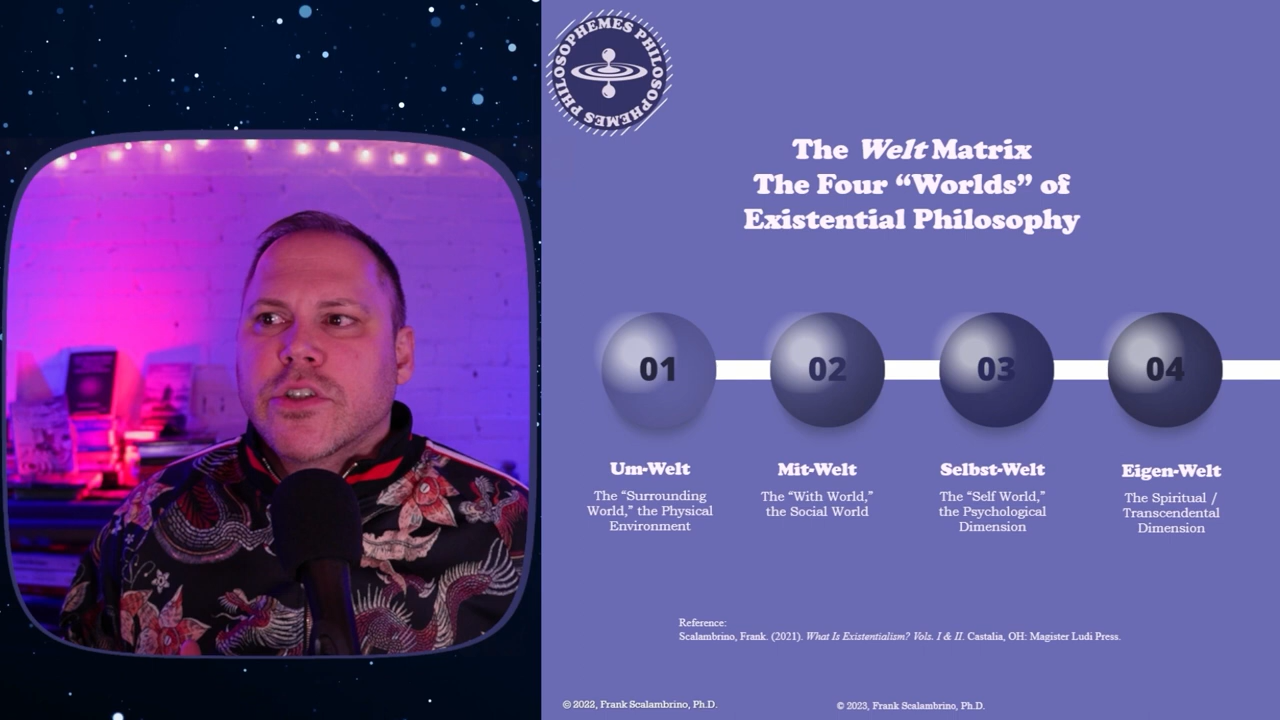 PHILOSOPHEMES PHILOSOPHEMES
The Welt Matrix
The Four “Worlds” of
Existential Philosophy
01
02
03
04
Um-Welt
The “Surrounding
World,” the Physical
Environment
Mit-Welt
The “With World,”
the Social World
Selbst-Welt
The “Self World,”
the Psychological
Dimension
Eigen-Welt
The Spiritual /
Transcendental
Dimension
Reference:
Scalambrino, Frank. (2021). What Is Existentialism? Vols. I & II. Castalia, OH: Magister Ludi Press.
© 2022, Frank Scalambrino, Ph.D.
© 2023, Frank Scalambrino, Ph.D.